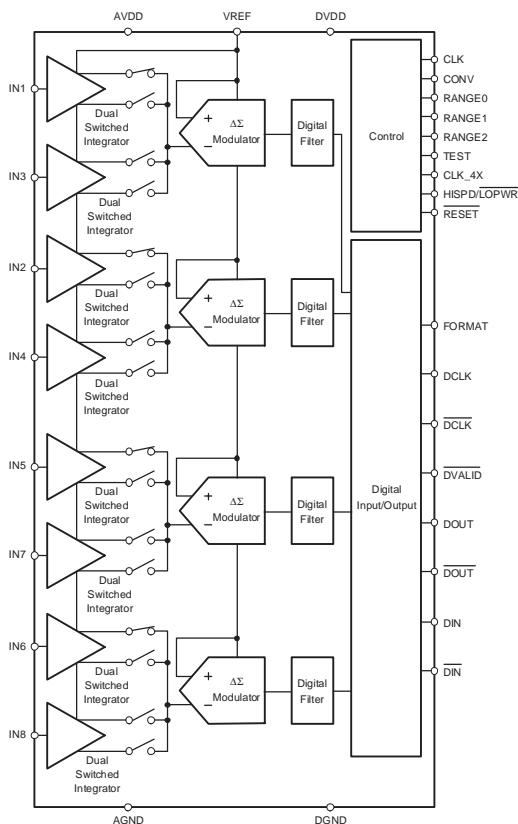 AVDD
VREF
DVDD
IN1
Dual
Switched
Integrator
+
−
ΔΣ
Modulator
Digital
Filter
Control
CLK
CONV
RANGE0
RANGE1
RANGE2
TEST
CLK_4X
HISPD/LOPWR
RESET
IN3
Dual
Switched
Integrator
IN2
Dual
Switched
Integrator
+
−
ΔΣ
Modulator
Digital
Filter
IN4
Dual
Switched
Integrator
FORMAT
DCLK
DCLK
DVALID
DOUT
DOUT
DIN
DIN
Digital
Input/Output
IN5
Dual
Switched
Integrator
+
−
ΔΣ
Modulator
Digital
Filter
IN7
Dual
Switched
Integrator
IN6
Dual
Switched
Integrator
+
−
ΔΣ
Modulator
Digital
Filter
IN8
Dual
Switched
Integrator
AGND
DGND